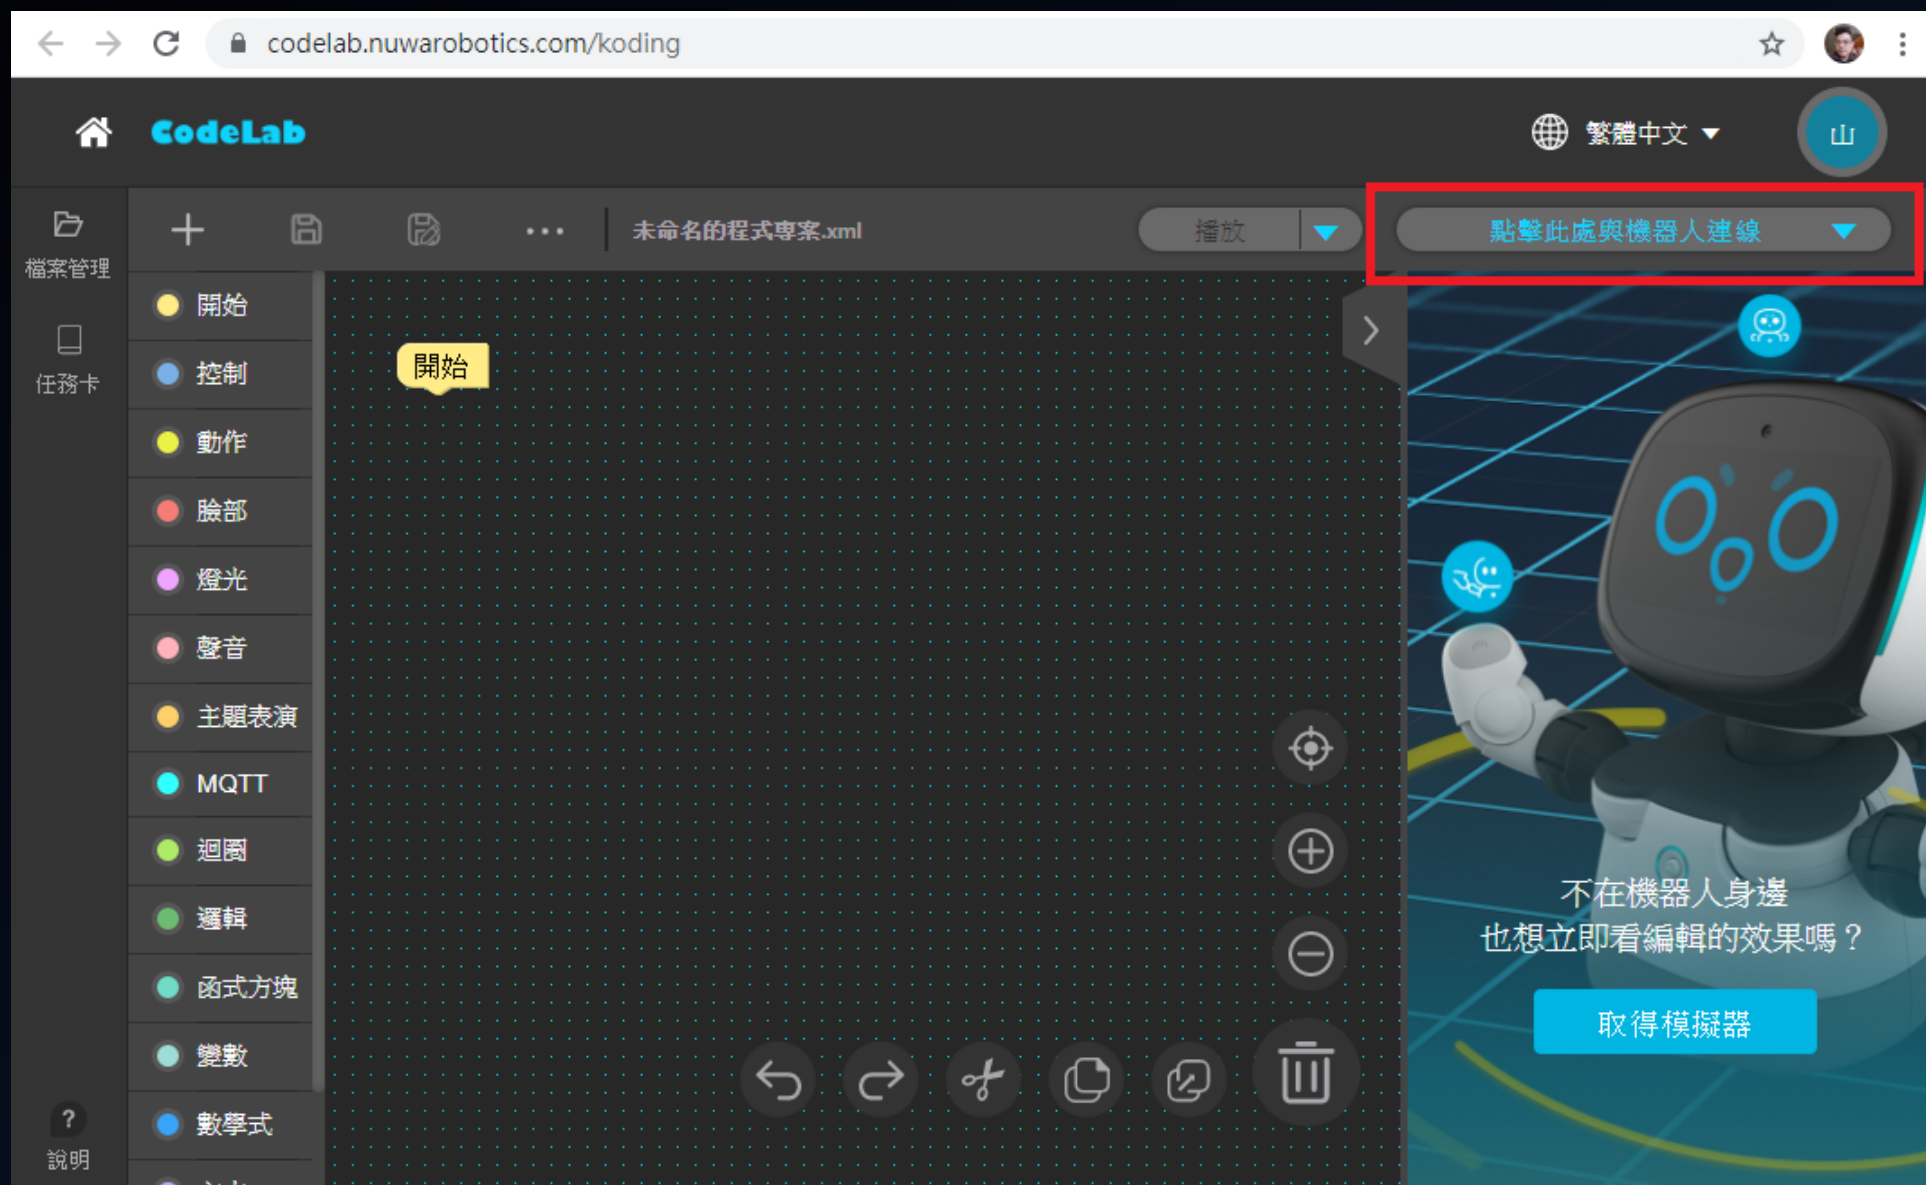 codelab.nuwarobotics.com/koding
CodeLab
繁體中文
山
檔案管理
任務卡
說明
未命名的程式專案.xml
播放
點擊此處與機器人連線
開始
控制
動作
臉部
燈光
聲音
主題表演
MQTT
迴圈
邏輯
函式方塊
變數
數學式
開始
不在機器人身邊
也想立即看編輯的效果嗎？
取得模擬器